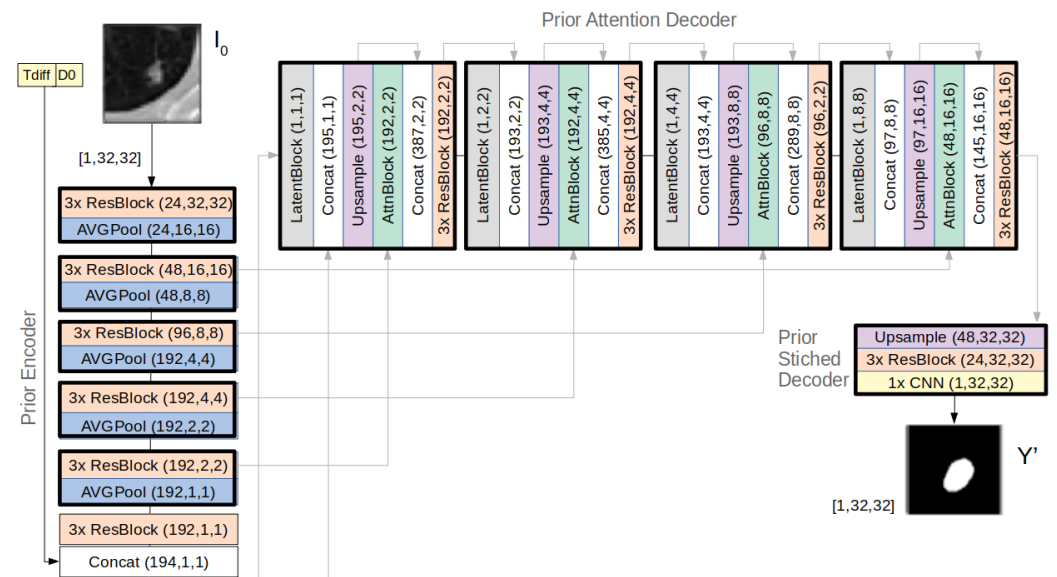 Prior Attention Decoder
I0
Tdiff D0
[1,32,32]
Prior Encoder
3x ResBlock (24,32,32)
AVGPool (24,16,16)
3x ResBlock (48,16,16)
AVGPool (48,8,8)
3x ResBlock (96,8,8)
AVGPool (192,4,4)
3x ResBlock (192,4,4)
AVGPool (192,2,2)
3x ResBlock (192,2,2)
AVGPool (192,1,1)
3x ResBlock (192,1,1)
Concat (194,1,1)
LatentBlock (1,1,1)
Concat (195,1,1)
Upsample (195,2,2)
AttnBlock (192,2,2)
Concat (387,2,2)
3x ResBlock (192,2,2)
LatentBlock (1,2,2)
Concat (193,2,2)
Upsample (193,4,4)
AttnBlock (192,4,4)
Concat (385,4,4)
3x ResBlock (192,4,4)
LatentBlock (1,4,4)
Concat (193,4,4)
Upsample (193,8,8)
AttnBlock (96,8,8)
Concat (289,8,8)
3x ResBlock (96,2,2)
LatentBlock (1,8,8)
Concat (97,8,8)
Upsample (97,16,16)
AttnBlock (48,16,16)
Concat (145,16,16)
3x ResBlock (48,16,16)
Prior
Stiched
Decoder
Upsample (48,32,32)
3x ResBlock (24,32,32)
1x CNN (1,32,32)
Y'
[1,32,32]